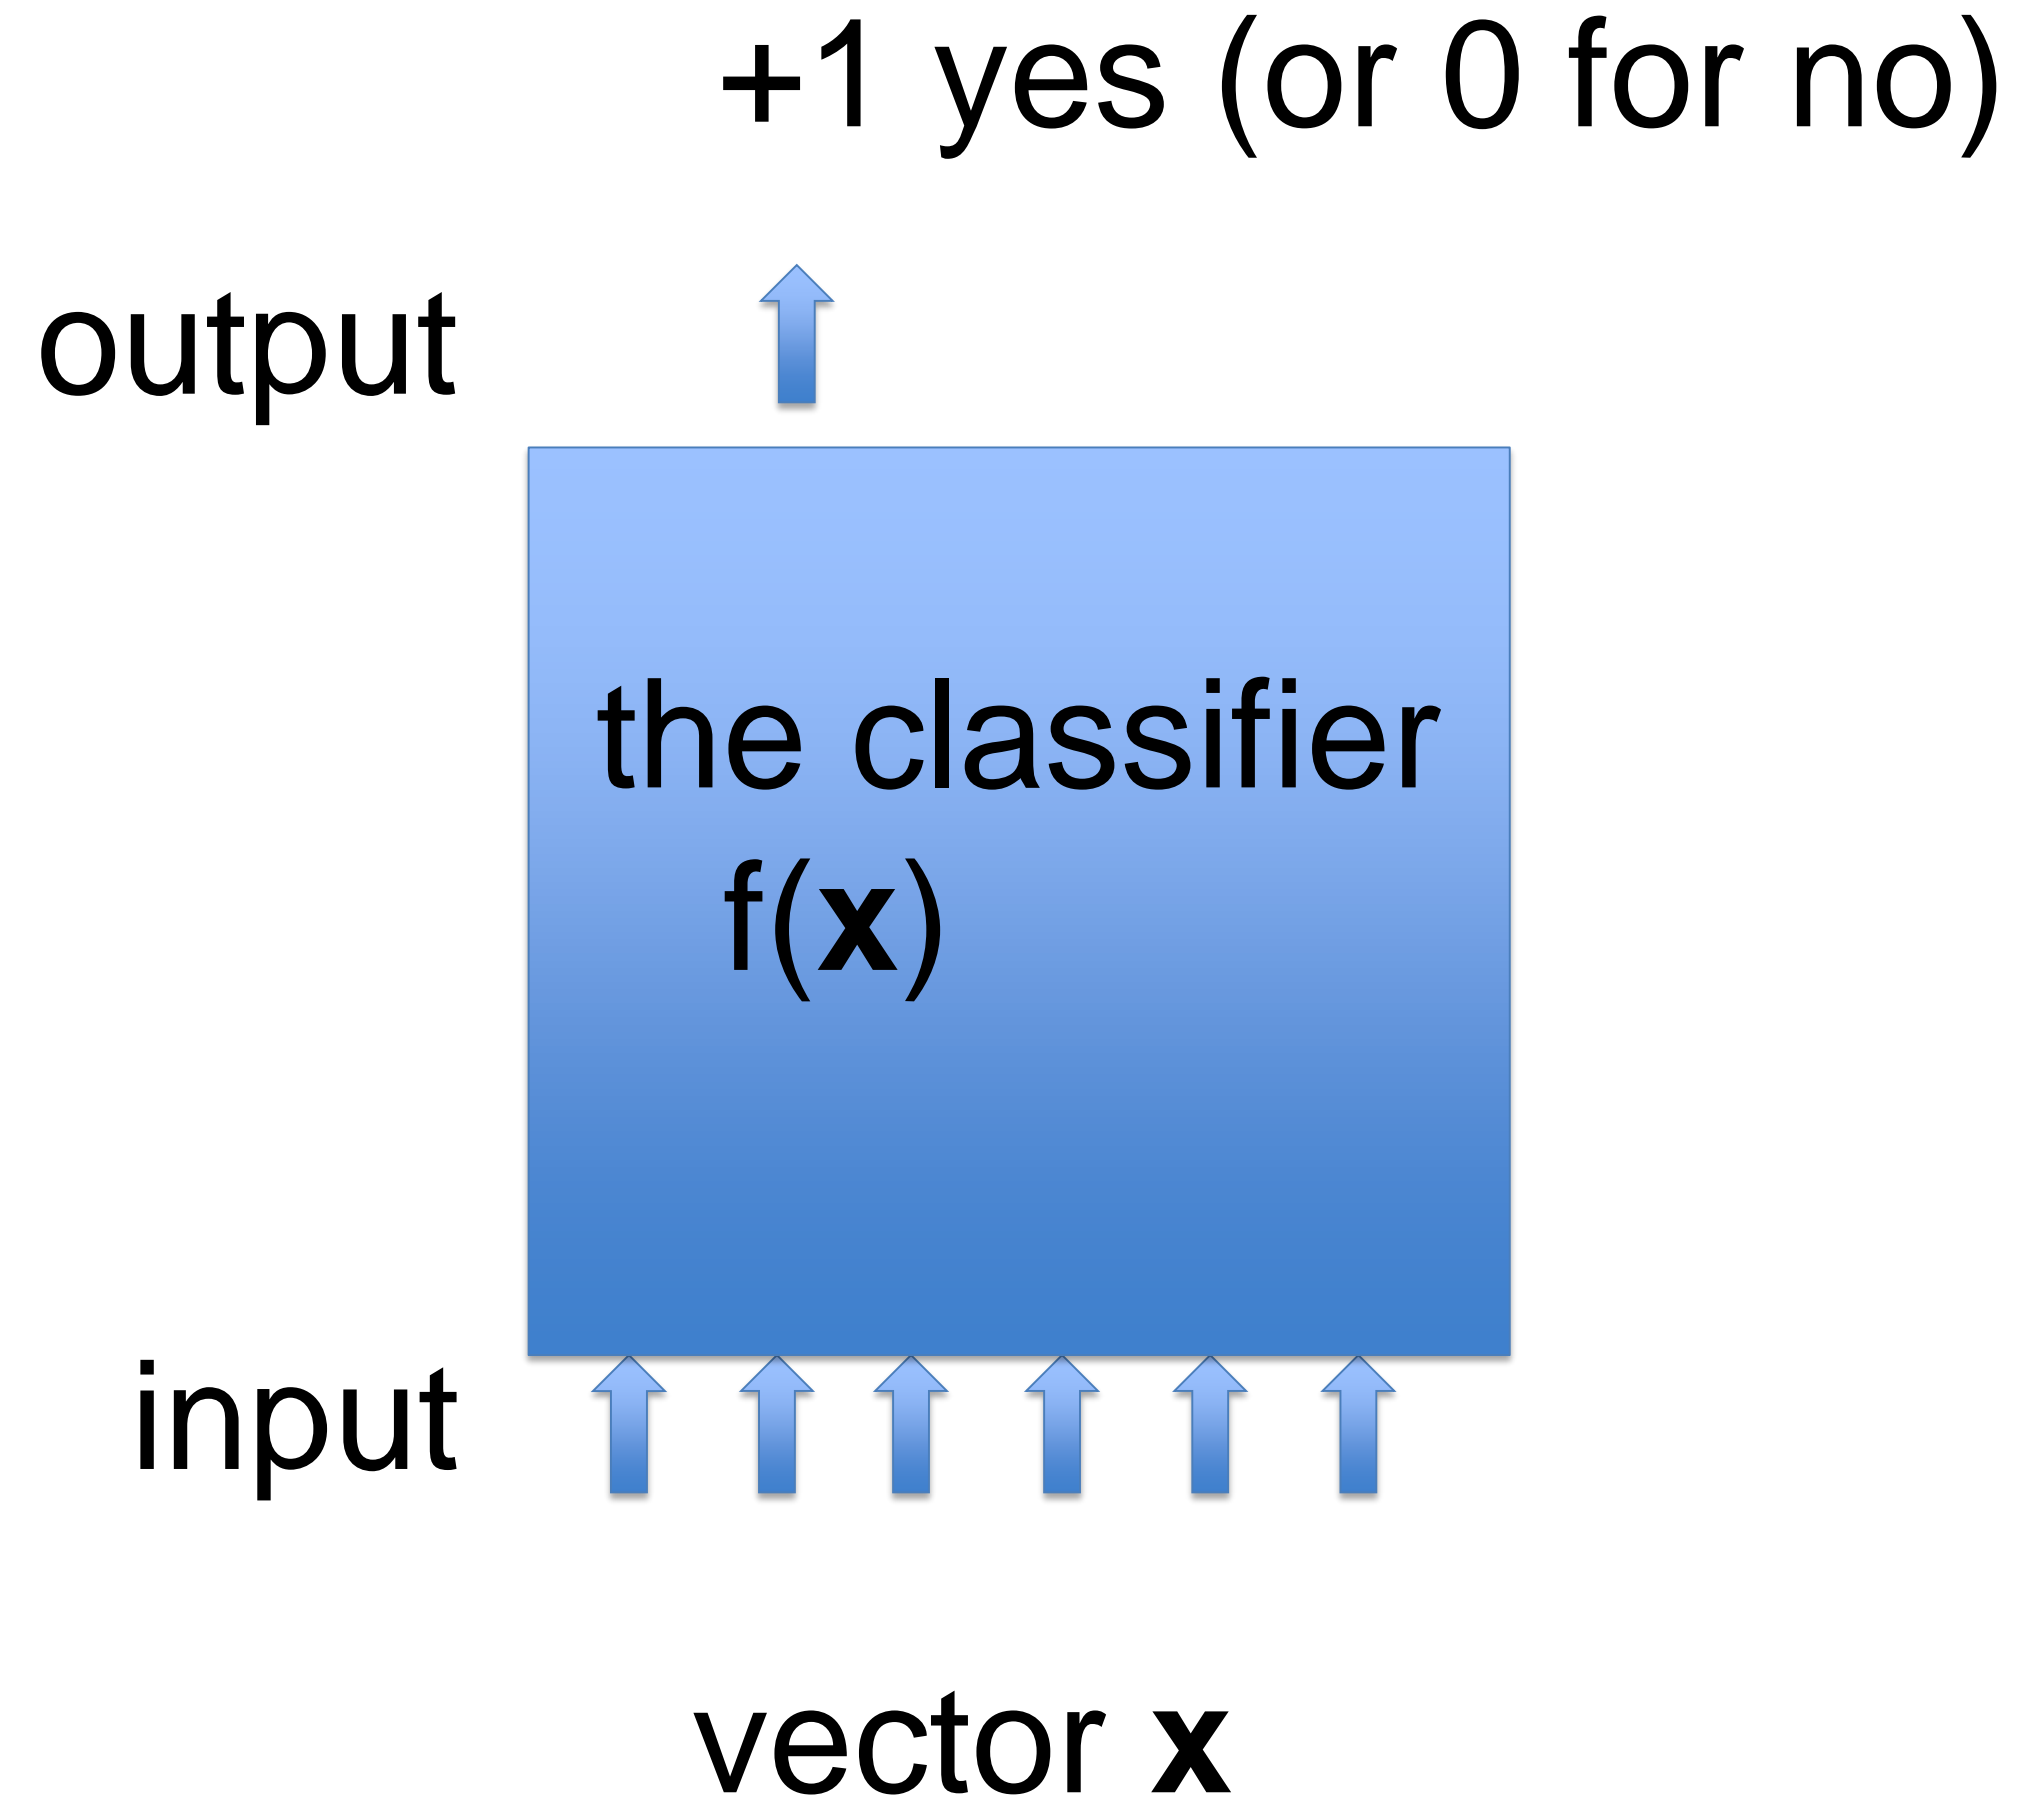 +1 yes (or 0 for no)
output
the classifier
f(x)
input
vector x